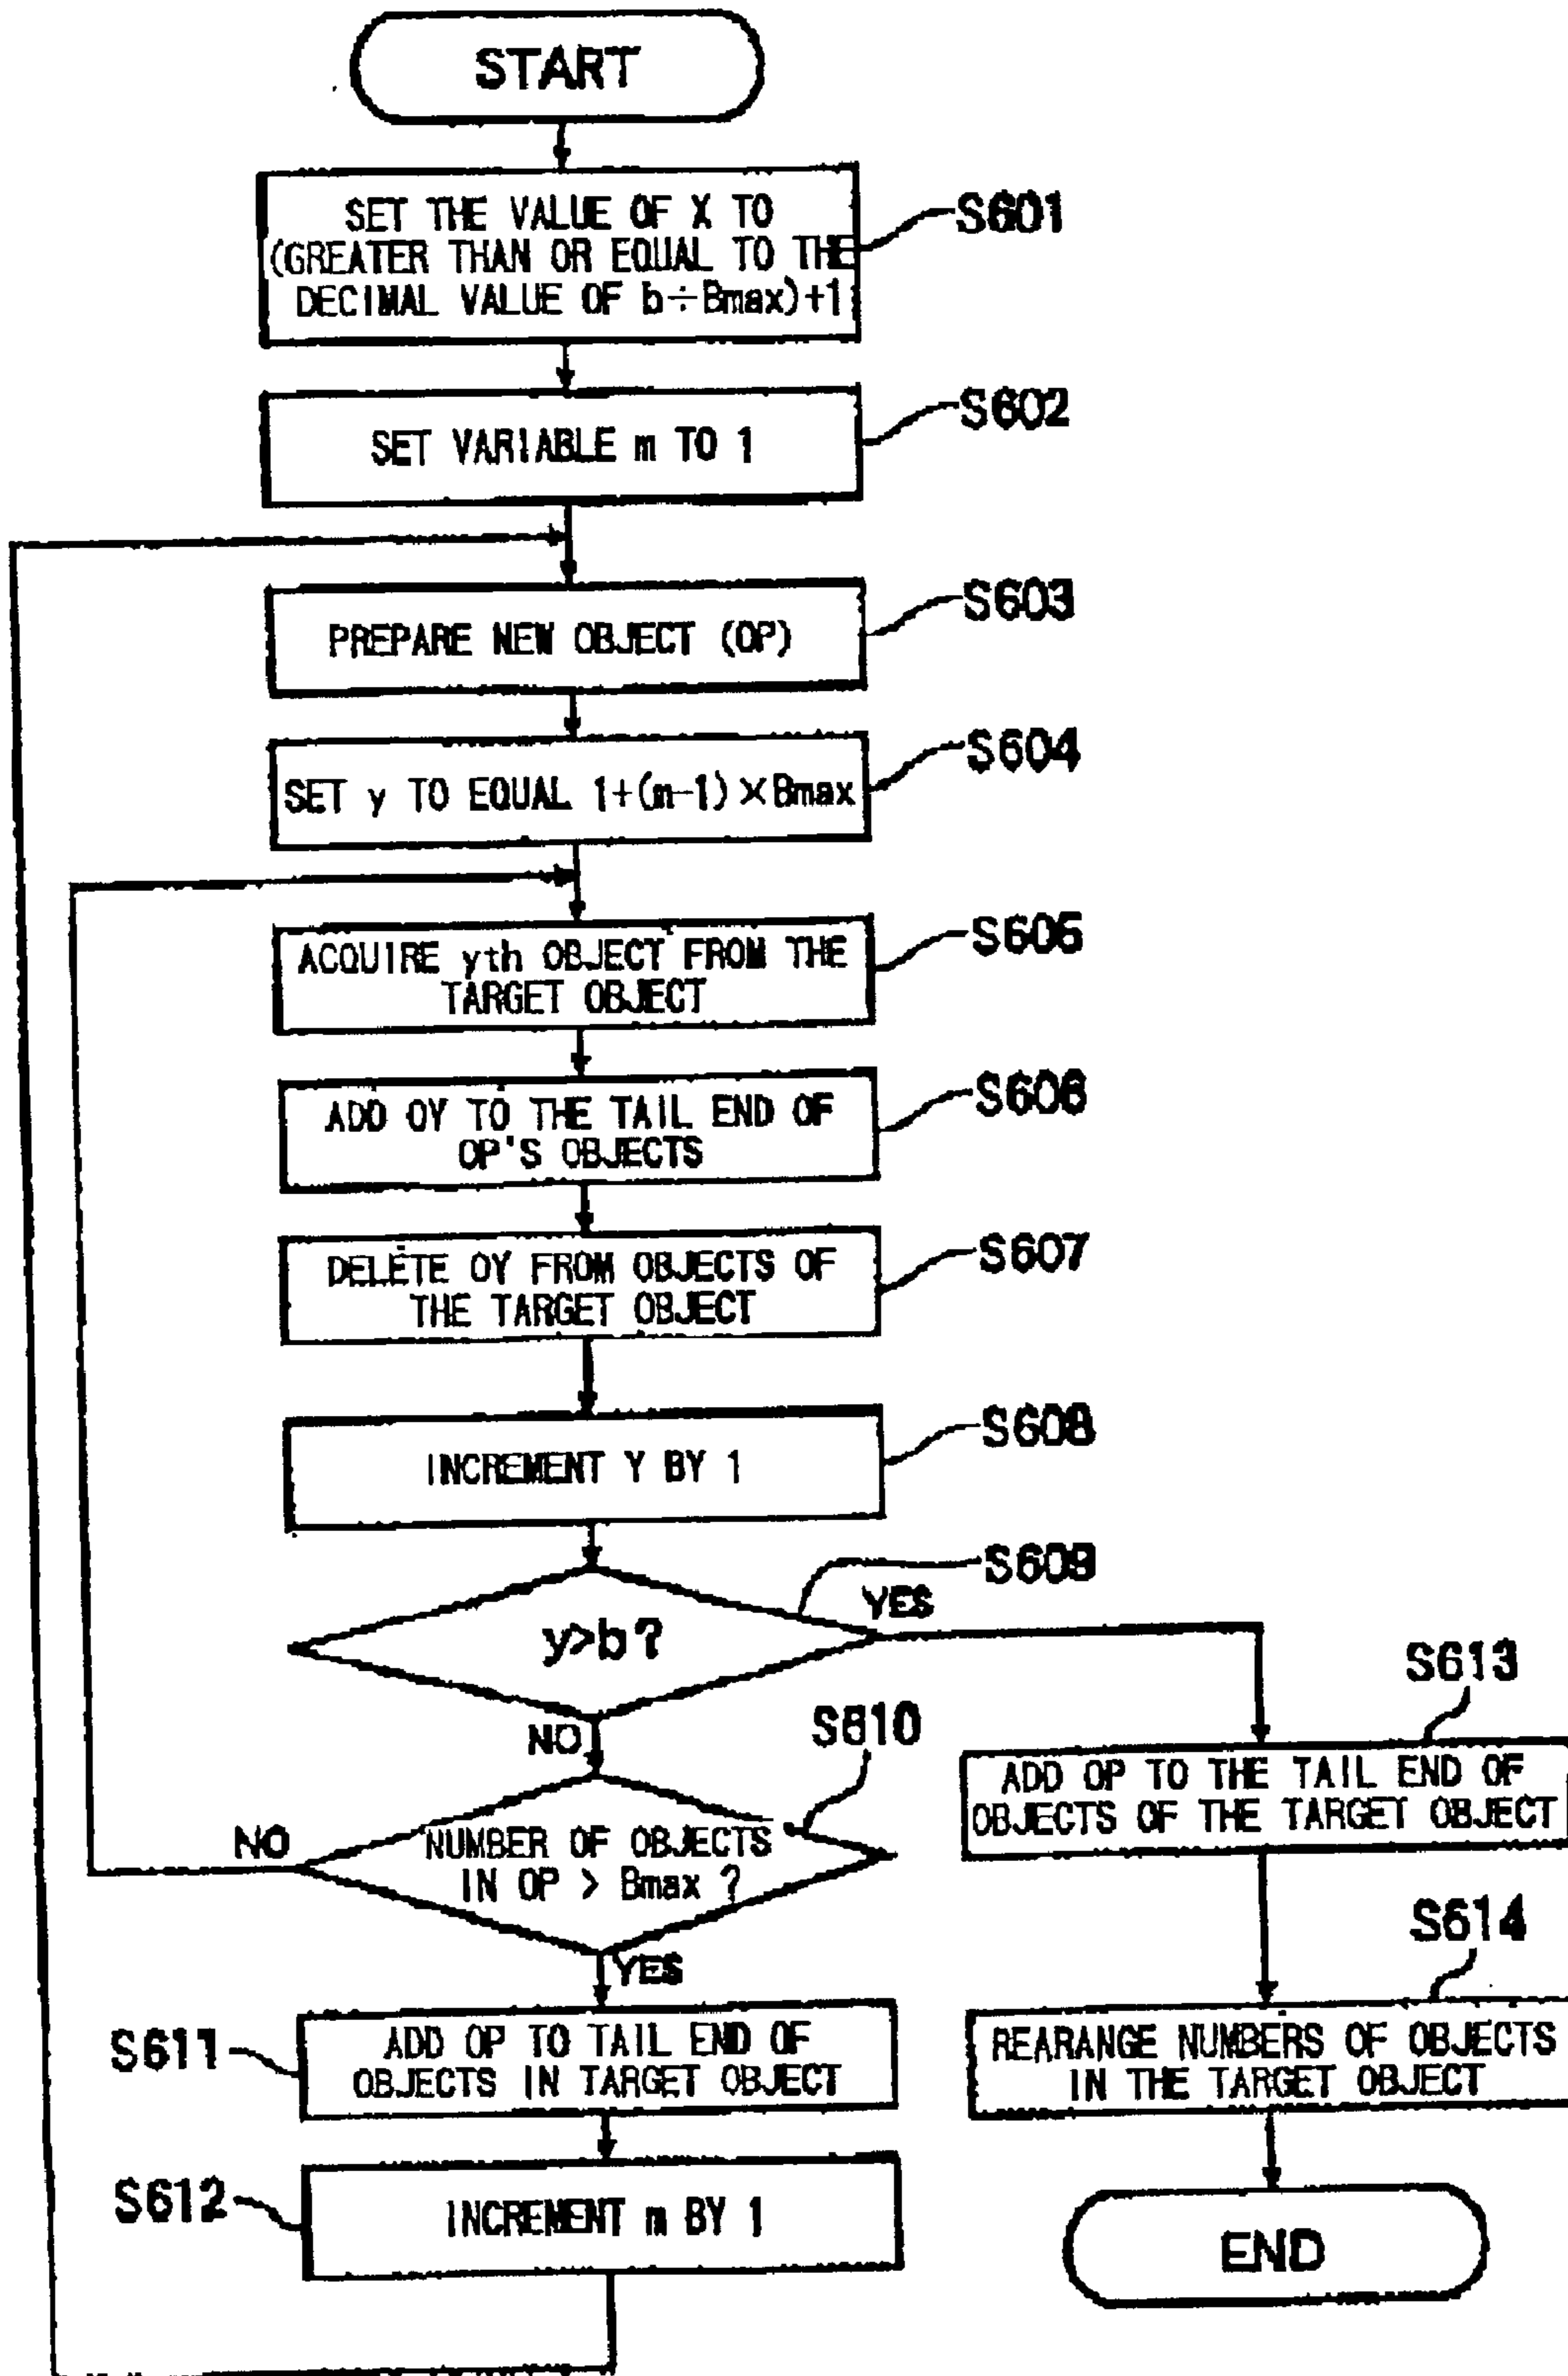 START
SET THE VALUE OF X TO
(GREATER THAN OR EQUAL TO THE
DECIMAL VALUE OF b÷Bmax)+1
S601
SET VARIABLE m TO 1
S602
PREPARE NEW OBJECT (OP)
S603
SET y TO EQUAL 1+(m-1)×Bmax
S604
ACQUIRE yth OBJECT FROM THE
TARGET OBJECT
S605
ADD OY TO THE TAIL END OF
OP'S OBJECTS
S606
DELETE OY FROM OBJECTS OF
THE TARGET OBJECT
S607
INCREMENT Y BY 1
S608
y>b?
S609
YES
NO
NUMBER OF OBJECTS
IN OP > Bmax ?
S610
NO
YES
ADD OP TO TAIL END OF
OBJECTS IN TARGET OBJECT
S611
INCREMENT m BY 1
S612
S613
ADD OP TO THE TAIL END OF
OBJECTS OF THE TARGET OBJECT
S614
REARANGE NUMBERS OF OBJECTS
IN THE TARGET OBJECT
END